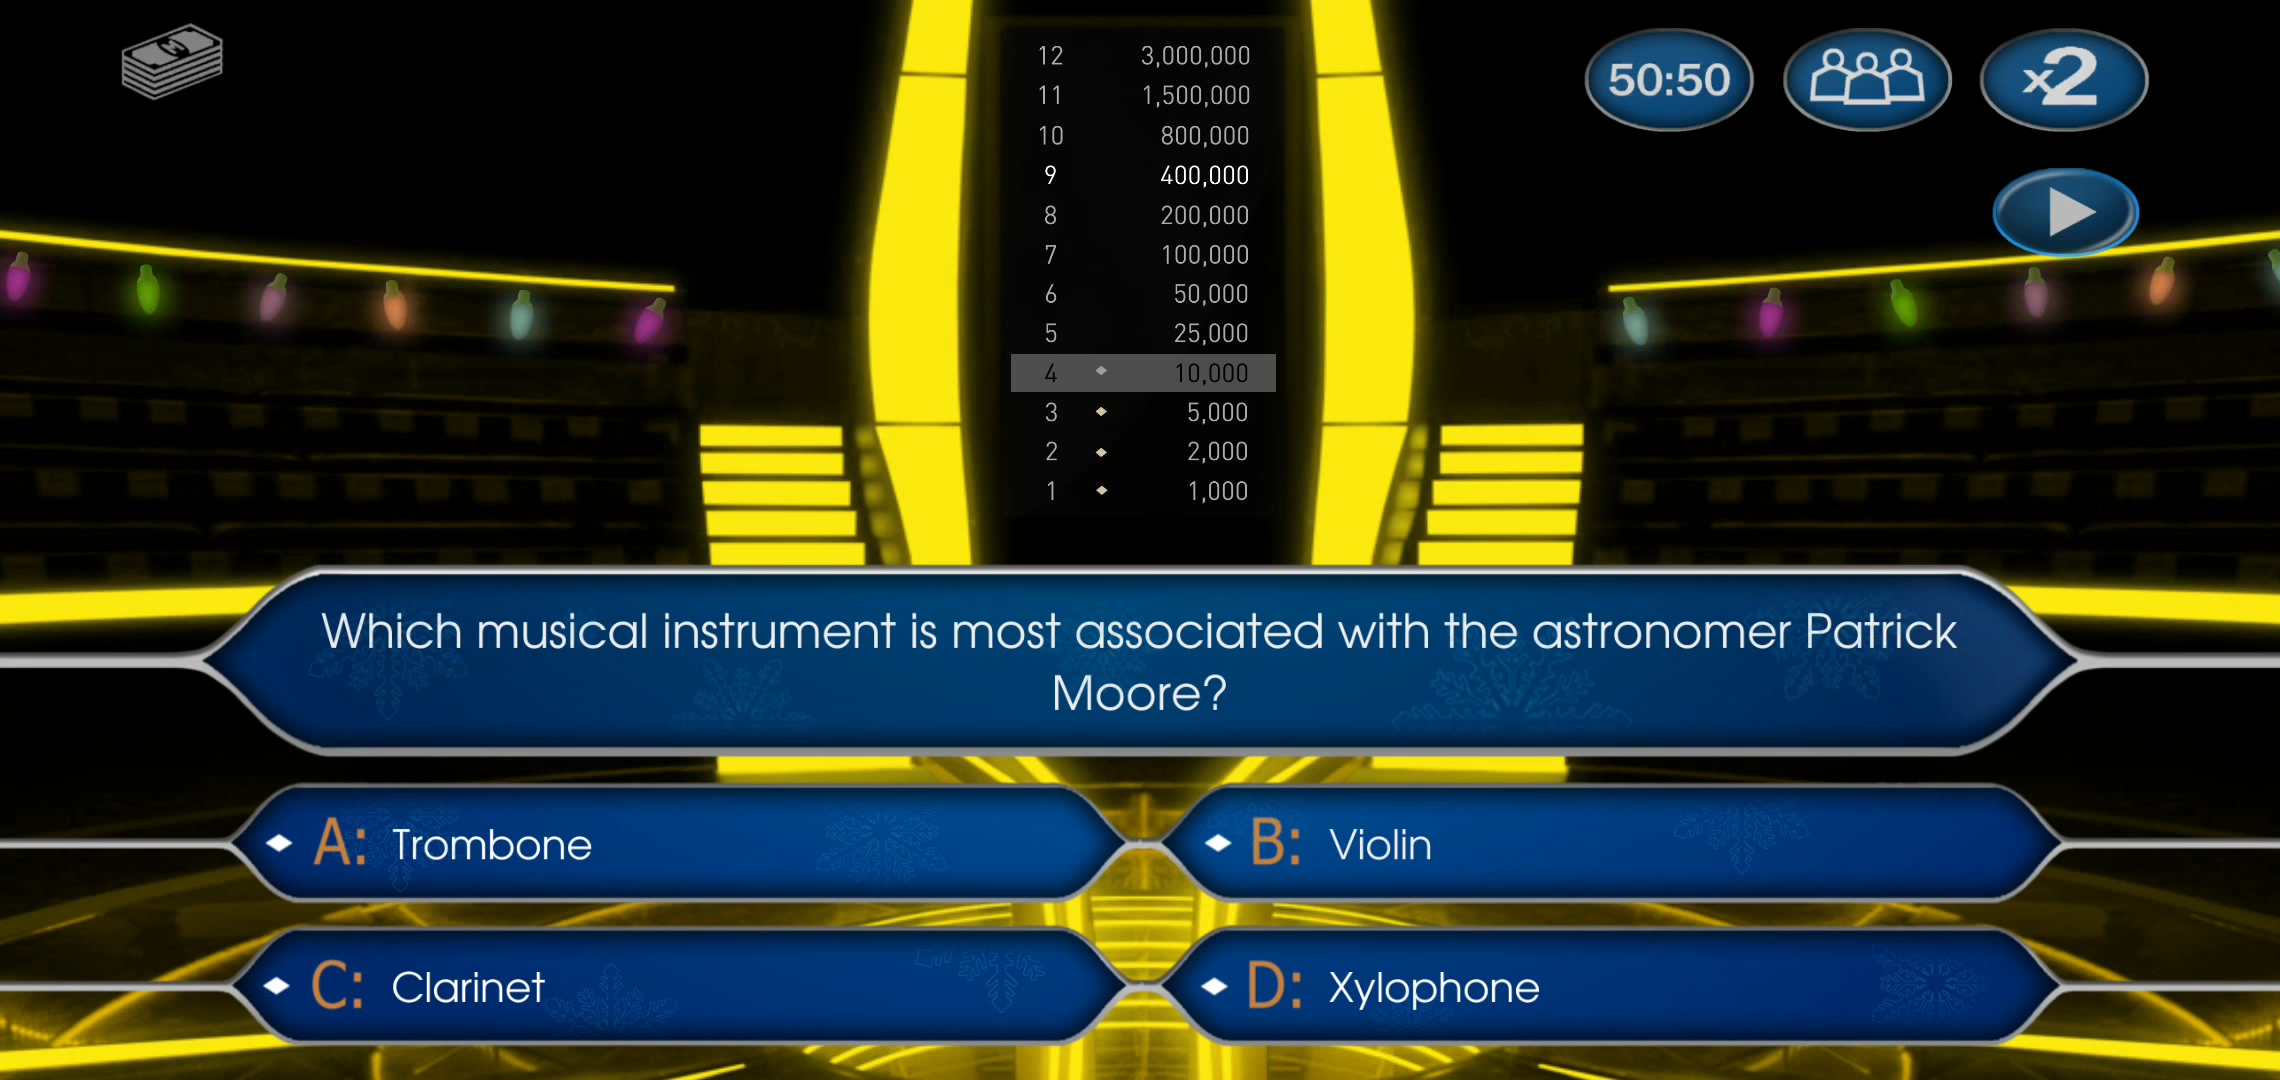 12 3,000,000
11 1,500,000
10 800,000
9 400,000
8 200,000
7 100,000
6 50,000
5 25,000
4 10,000
3 5,000
2 2,000
1 1,000
50:50
x2
Which musical instrument is most associated with the astronomer Patrick
Moore?
A: Trombone
B: Violin
C: Clarinet
D: Xylophone